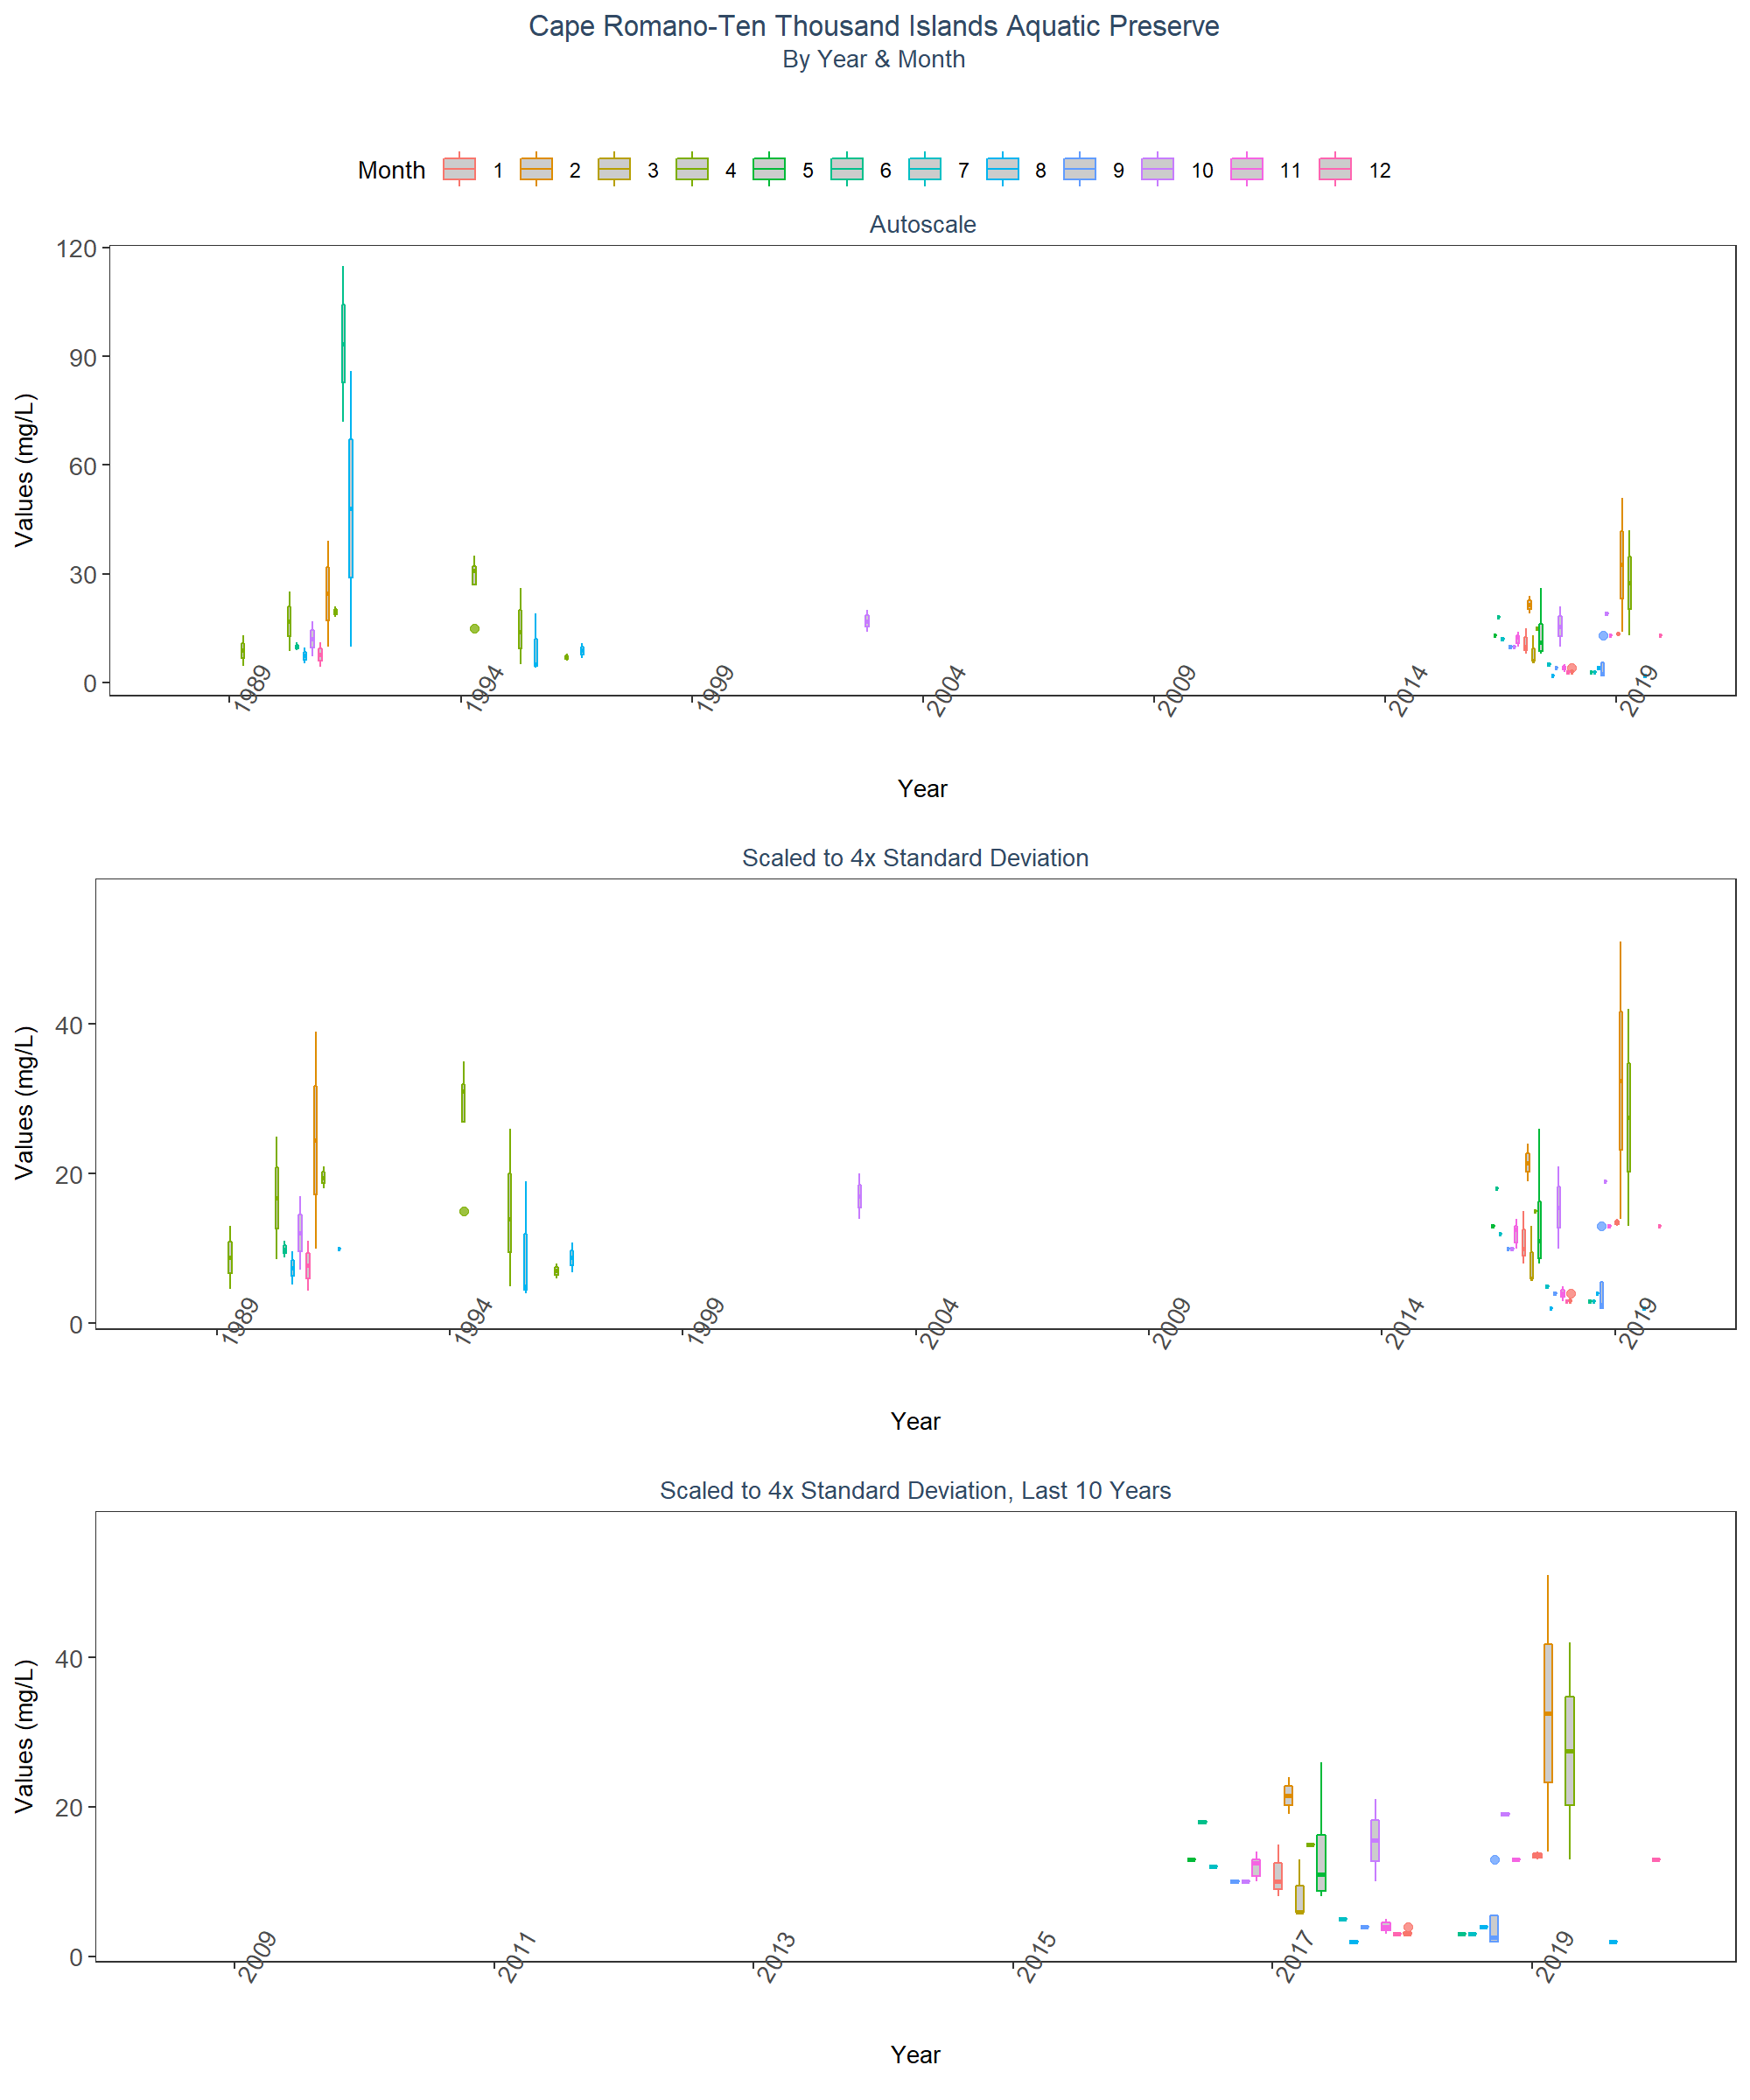 Cape Romano-Ten Thousand Islands Aquatic Preserve
By Year & Month
Month 1 2 3 4 5 6 7 8 9 10 11 12
Autoscale
Values (mg/L)
120
90
60
30
0
1989 1994 1999 2004 2009 2014 2019
Year
Scaled to 4x Standard Deviation
Values (mg/L)
40
20
0
1989 1994 1999 2004 2009 2014 2019
Year
Scaled to 4x Standard Deviation, Last 10 Years
Values (mg/L)
40
20
0
2009 2011 2013 2015 2017 2019
Year